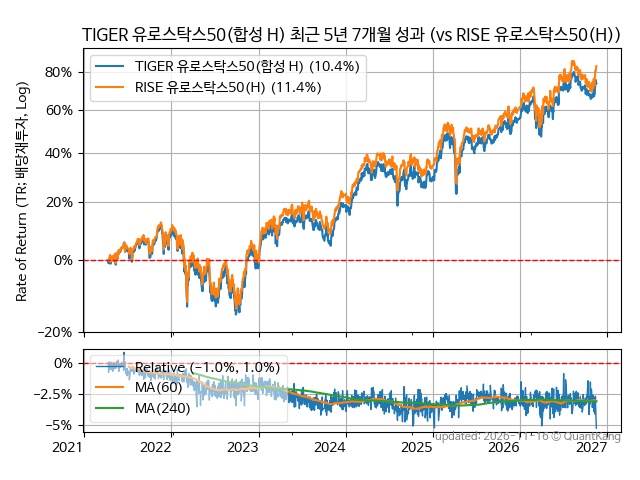 TIGER 유로스탁스50(합성 H) 최근 5년 7개월 성과 (vs RISE 유로스탁스50(H))
Rate of Return (TR: 배당재투자, Log)
TIGER 유로스탁스50(합성 H) (10.4%)
RISE 유로스탁스50(H) (11.4%)
80%
60%
40%
20%
0%
−20%
Relative (−1.0%, 1.0%)
MA(60)
MA(240)
0%
−2.5%
−5%
2021 2022 2023 2024 2025 2026 2027
updated: 2026-11-16 © QuantKang